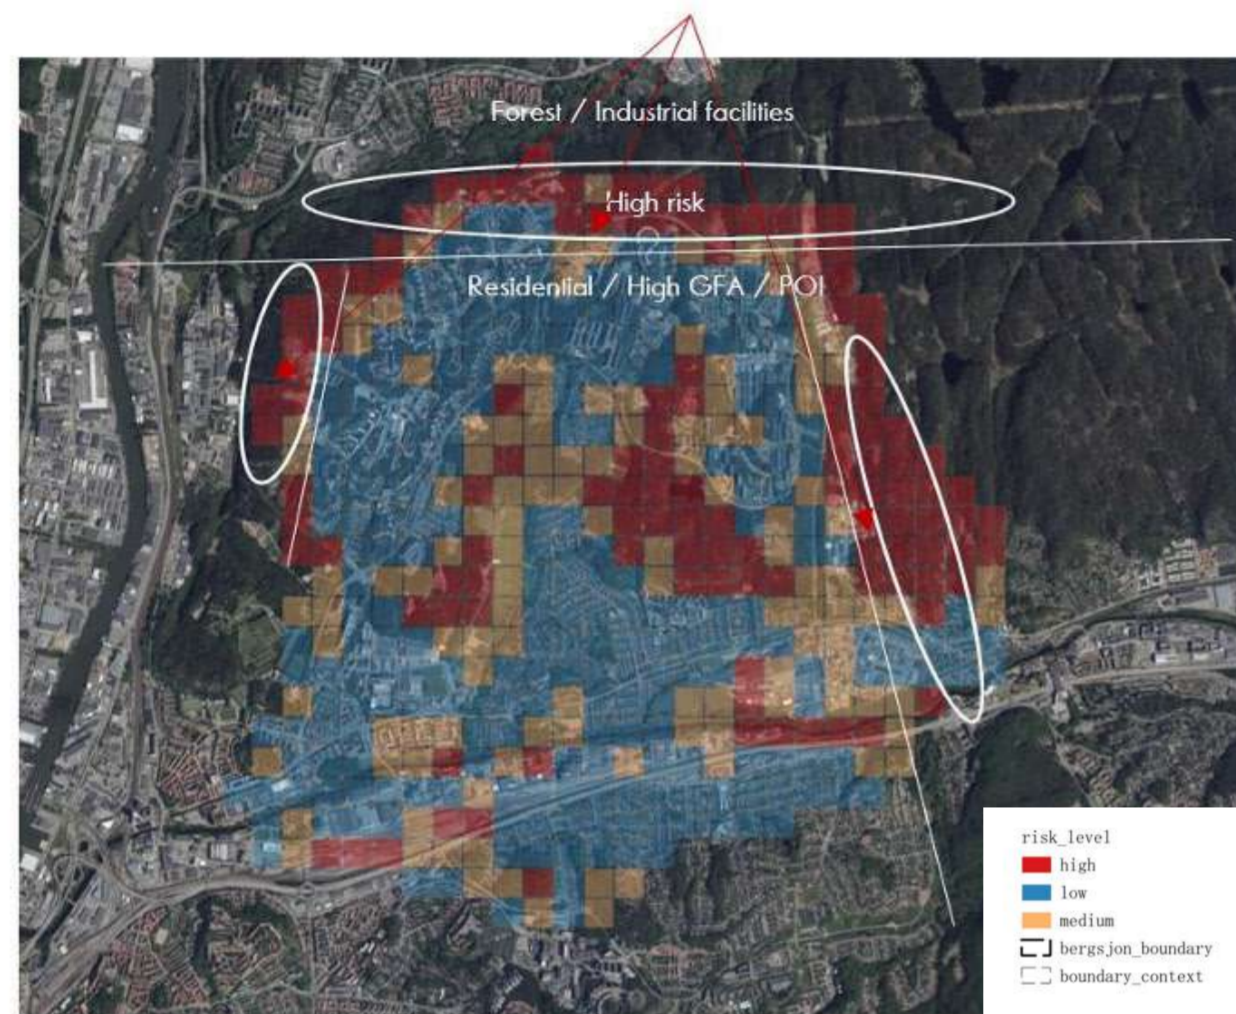 Forest / Industrial facilities
High risk
Residential / High GFA / POI
risk_level
high
low
medium
bergsjon_boundary
boundary_context